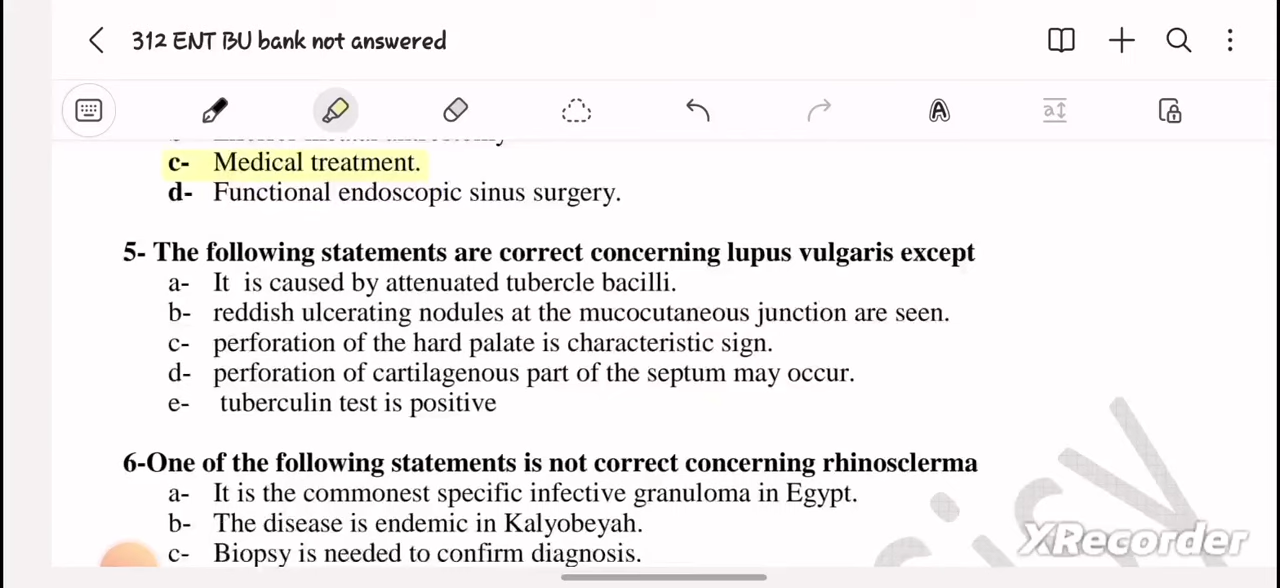 312 ENT BU bank not answered
c- Medical treatment.
d- Functional endoscopic sinus surgery.
5- The following statements are correct concerning lupus vulgaris except
a- It is caused by attenuated tubercle bacilli.
b- reddish ulcerating nodules at the mucocutaneous junction are seen.
c- perforation of the hard palate is characteristic sign.
d- perforation of cartilagenous part of the septum may occur.
e- tuberculin test is positive
6-One of the following statements is not correct concerning rhinosclerma
a- It is the commonest specific infective granuloma in Egypt.
b- The disease is endemic in Kalyobeyah.
c- Biopsy is needed to confirm diagnosis.
XRecorder